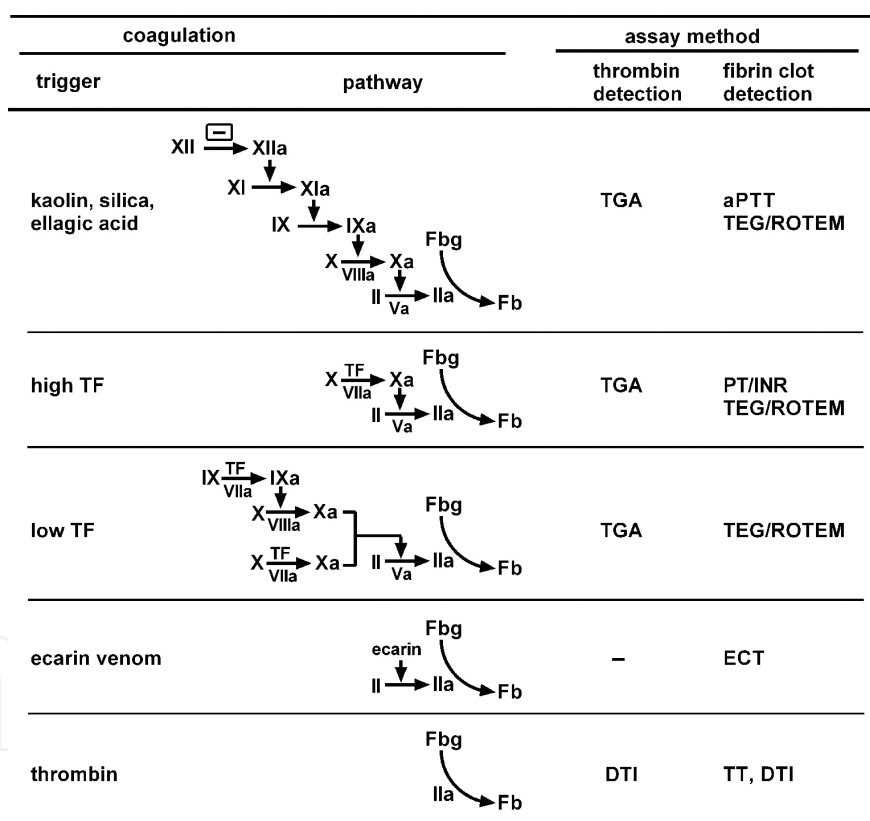 coagulation assay method
trigger pathway thrombin detection fibrin clot detection
XII − XIIa
XI XIa
kaolin, silica,
ellagic acid
IX IXa
TGA
aPTT
TEG/ROTEM
Fbg
X VIIIa Xa
II Va IIa
Fb
high TF
X TF VIIa Xa
Fbg
II Va IIa
Fb
TGA
PT/INR
TEG/ROTEM
low TF
IX TF VIIa IXa
X VIIIa Xa
Fbg
X TF VIIa Xa
II Va IIa
Fb
TGA
TEG/ROTEM
ecarin venom
Fbg
ecarin
II IIa
Fb
–
ECT
thrombin
Fbg
IIa
Fb
DTI
TT, DTI